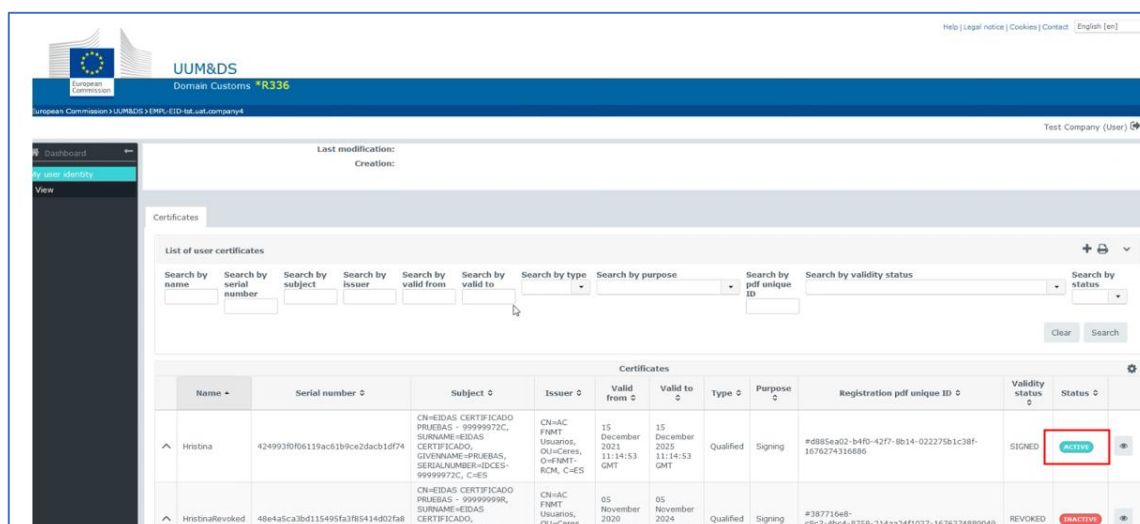 Help | Legal notice | Cookies | Contact English [en]
European Commission
UUM&DS
Domain Customs *R336
European Commission > UUM&DS > EMPL-EID-tst.uat.company4
Test Company (User)
Dashboard
My user identity
View
Last modification:
Creation:
Certificates
List of user certificates
Search by name
Search by serial number
Search by subject
Search by issuer
Search by valid from
Search by valid to
Search by type
Search by purpose
Search by pdf unique ID
Search by validity status
Search by status
Clear Search
Certificates
Name Serial number Subject Issuer Valid from Valid to Type Purpose Registration pdf unique ID Validity status Status
Hristina
424993f0f06119ac61b9ce2dacb1df74
CN=EIDAS CERTIFICADO
PRUEBAS - 99999972C,
SURNAME=EIDAS
CERTIFICADO,
GIVENNAME=PRUEBAS,
SERIALNUMBER=IDCES-
99999972C, C=ES
CN=AC
FNMT
Usuarios,
OU=Ceres,
O=FNMT-
RCM, C=ES
15
December
2021
11:14:53
GMT
15
December
2025
11:14:53
GMT
Qualified
Signing
#d885ea02-b4f0-42f7-8b14-022275b1c38f-
1676274316886
SIGNED
ACTIVE
HristinaRevoked
48e4a5ca3bd115495fa3f85414d02fa8
CN=EIDAS CERTIFICADO
PRUEBAS - 99999999R,
SURNAME=EIDAS
CERTIFICADO,
CN=AC
FNMT
Usuarios,
OU=Ceres,
05
November
2020
05
November
2024
Qualified
Signing
#387716e8-
REVOKED
INACTIVE